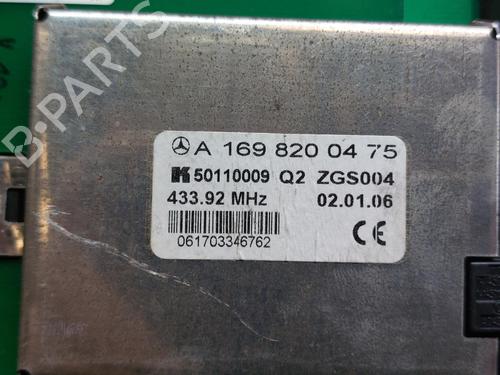 B-PARTS
A 169 820 04 75
K 50110009 Q2 ZGS004
433.92 MHz 02.01.06
061703346762
CE